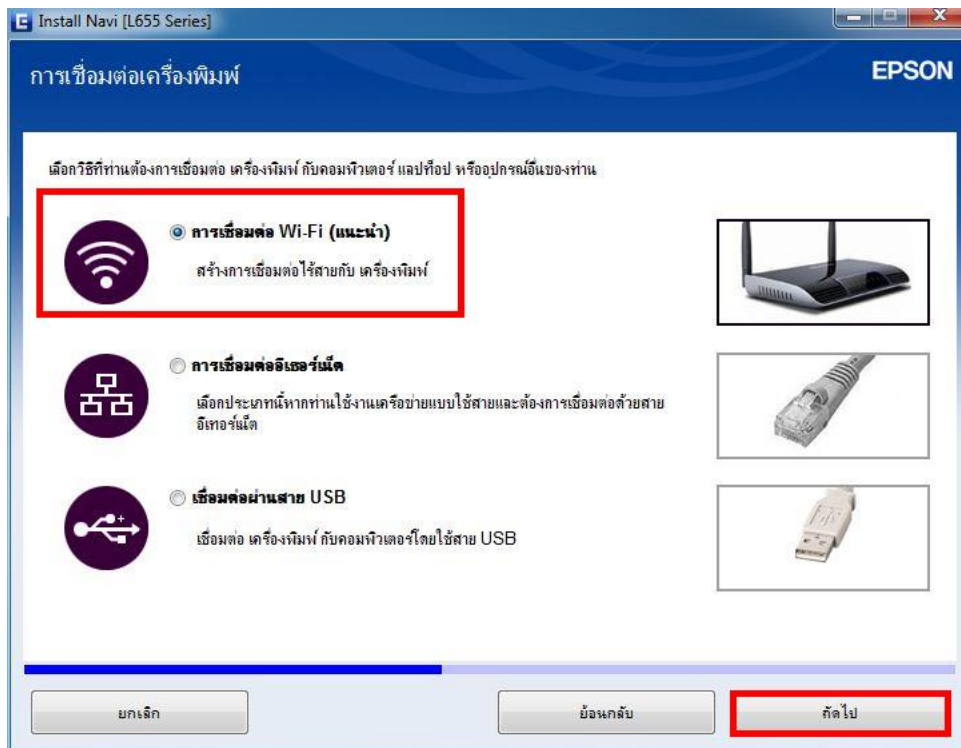 Install Navi [L655 Series]
การเชื่อมต่อเครื่องพิมพ์
EPSON
เลือกวิธีที่ท่านต้องการเชื่อมต่อ เครื่องพิมพ์ กับคอมพิวเตอร์ แลปท็อป หรืออุปกรณ์อื่นของท่าน
การเชื่อมต่อ Wi-Fi (แนะนำ)
สร้างการเชื่อมต่อไร้สายกับ เครื่องพิมพ์
การเชื่อมต่ออีเธอร์เน็ต
เลือกประเภทนี้หากท่านใช้งานเครือข่ายแบบใช้สายและต้องการเชื่อมต่อด้วยสาย
อีเทอร์เน็ต
เชื่อมต่อผ่านสาย USB
เชื่อมต่อ เครื่องพิมพ์ กับคอมพิวเตอร์โดยใช้สาย USB
ยกเลิก
ย้อนกลับ
ถัดไป